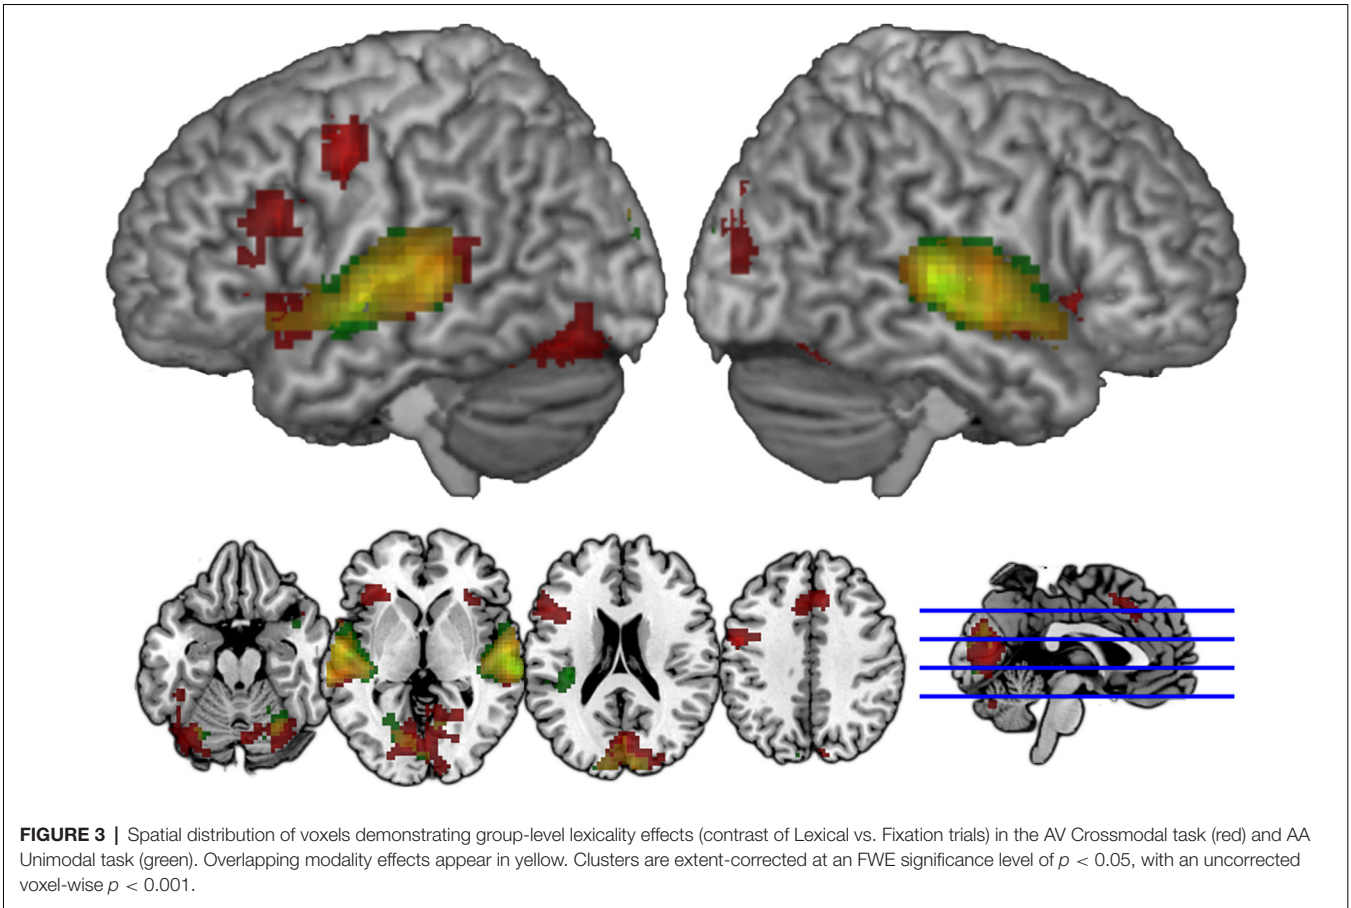 FIGURE 3 | Spatial distribution of voxels demonstrating group-level lexicality effects (contrast of Lexical vs. Fixation trials) in the AV Crossmodal task (red) and AA
Unimodal task (green). Overlapping modality effects appear in yellow. Clusters are extent-corrected at an FWE significance level of p < 0.05, with an uncorrected
voxel-wise p < 0.001.